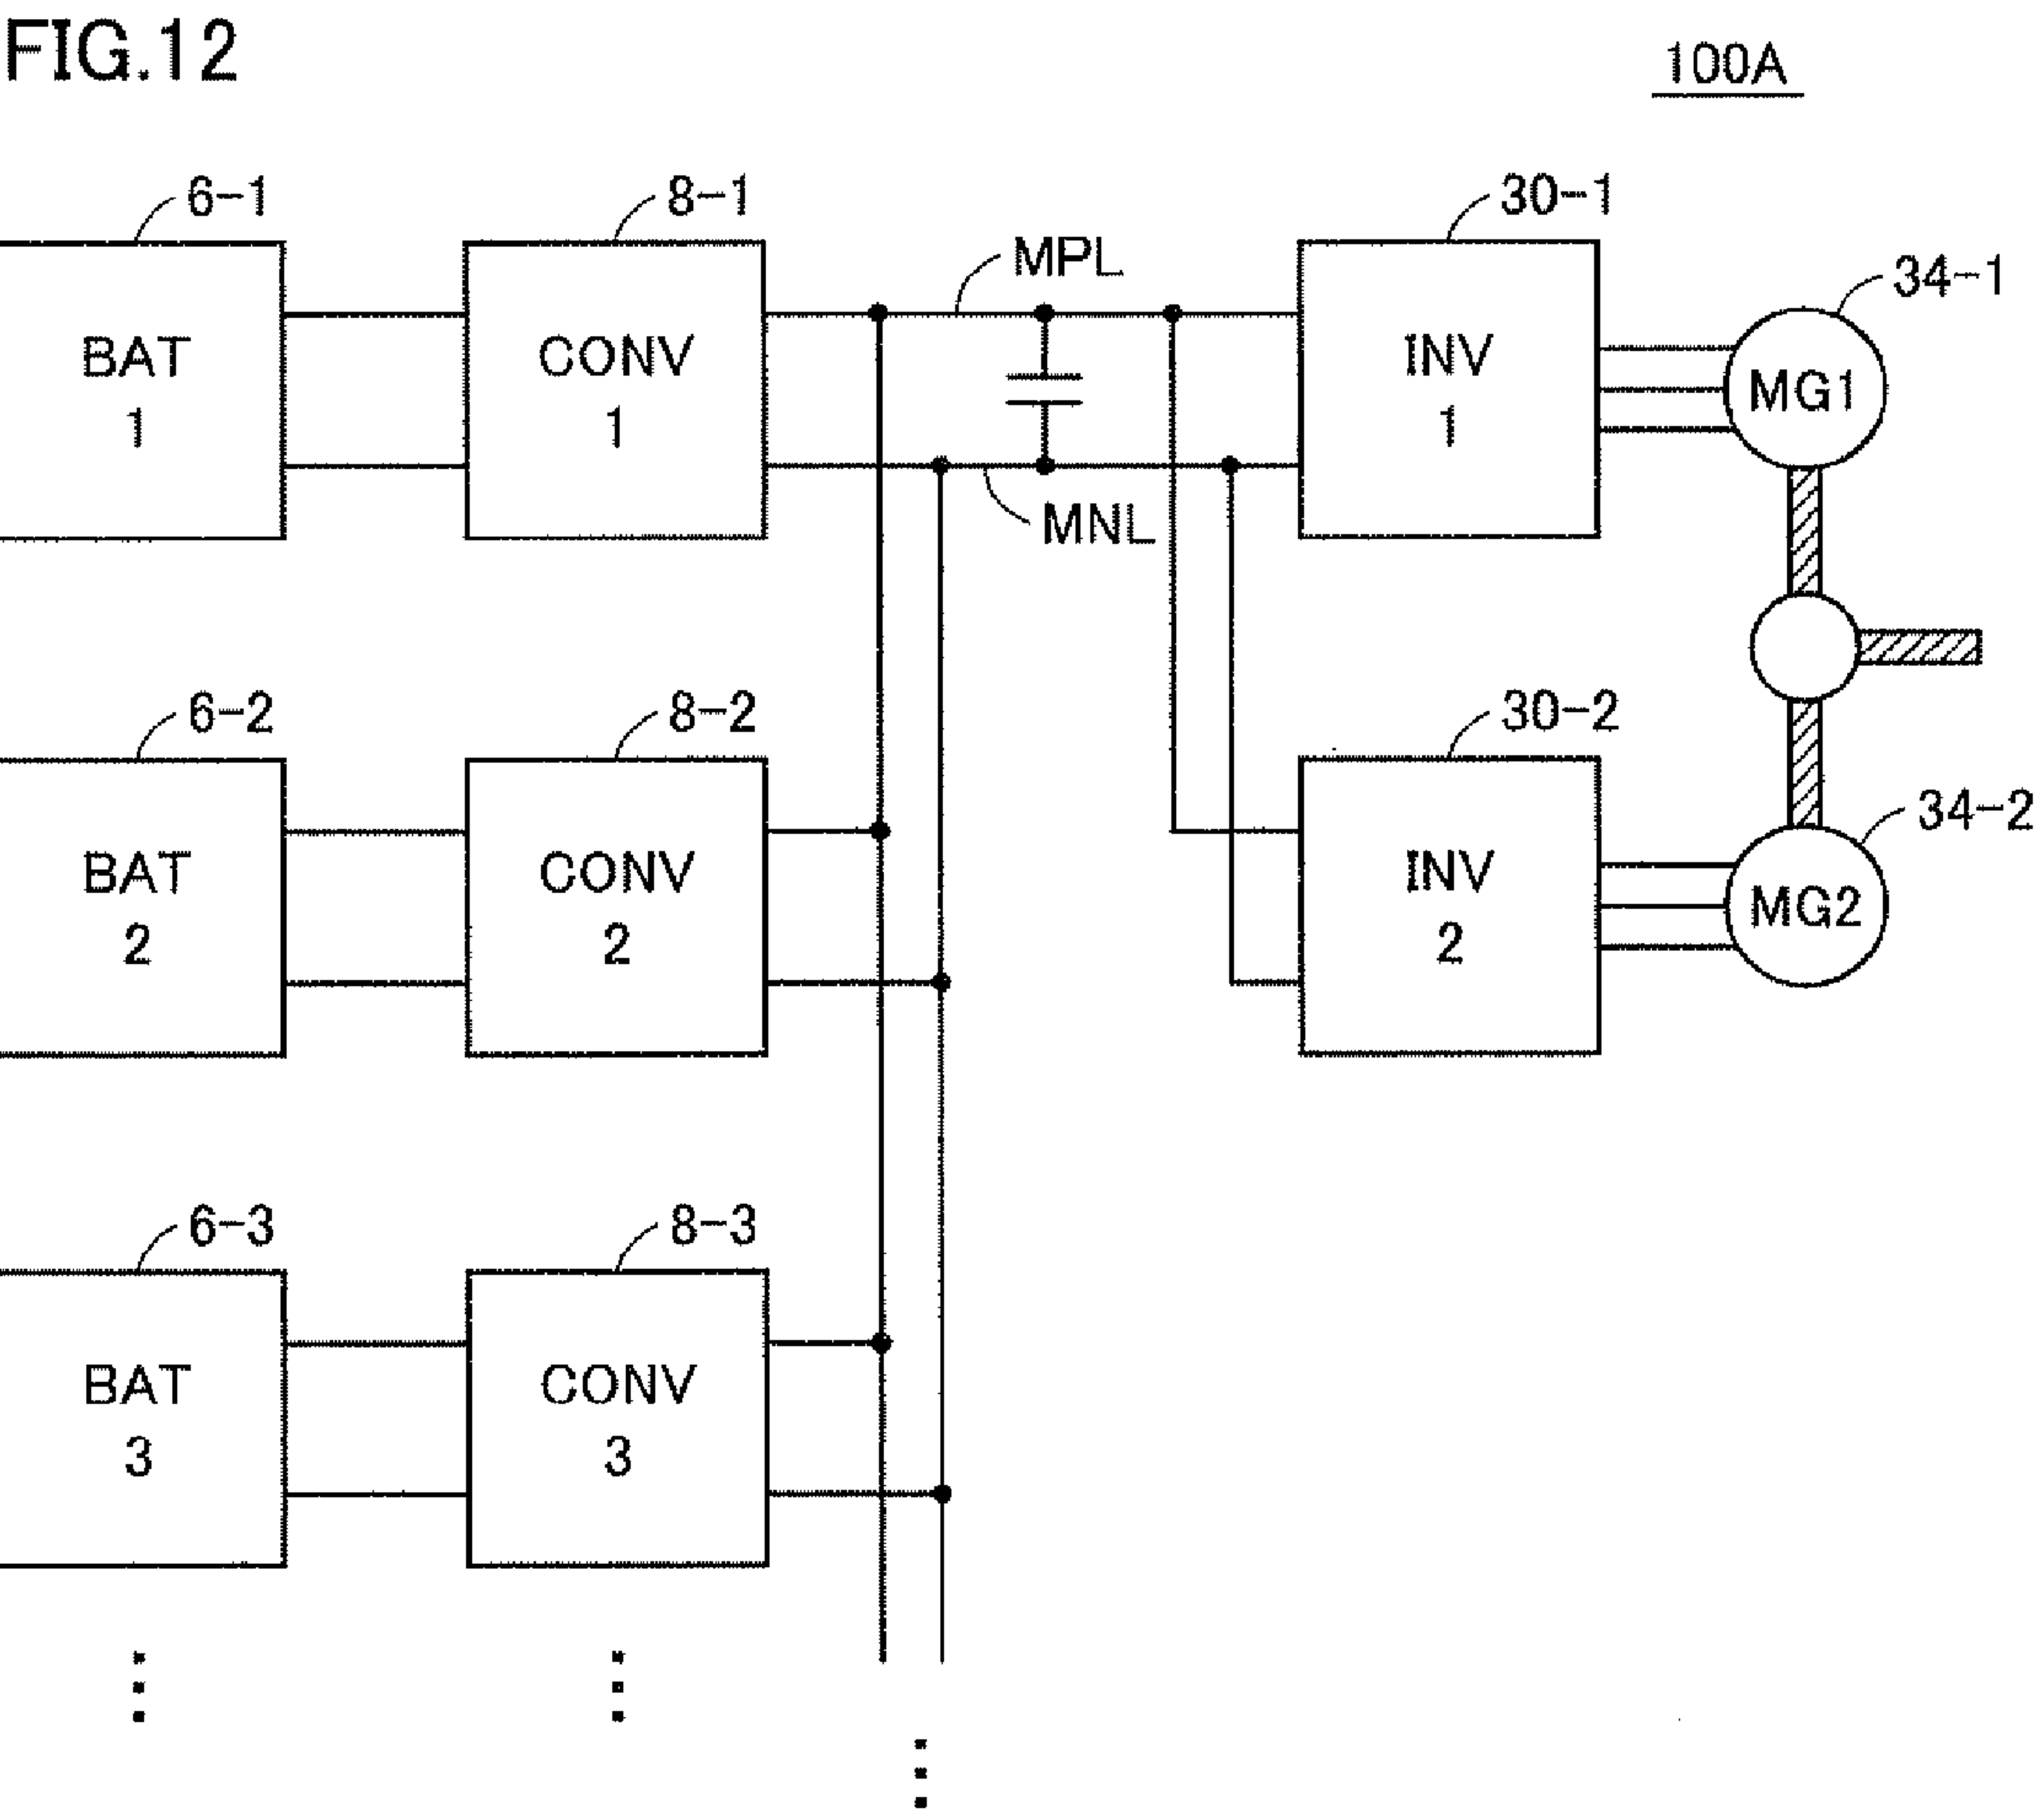 FIG.12
100A
6-1
8-1
30-1
MPL
34-1
BAT
1
CONV
1
INV
1
MG1
MNL
6-2
8-2
30-2
34-2
BAT
2
CONV
2
INV
2
MG2
6-3
8-3
BAT
3
CONV
3